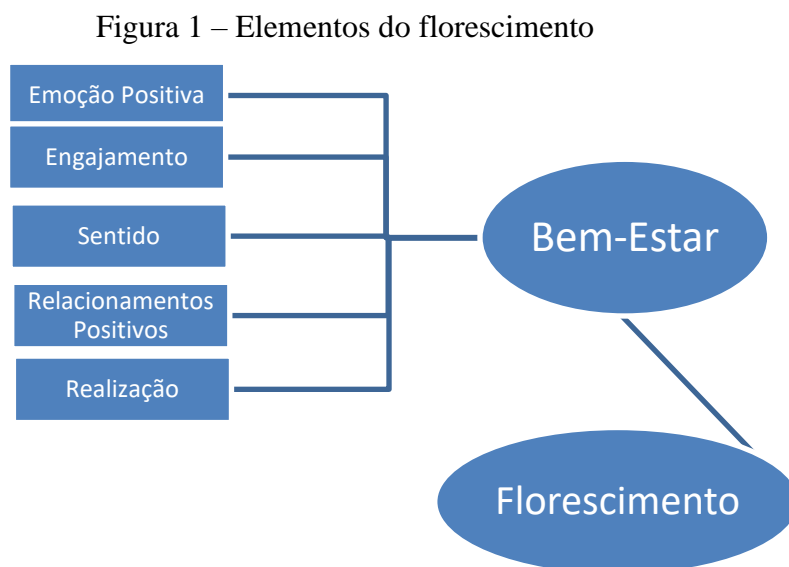 Figura 1 – Elementos do florescimento
Emoção Positiva
Engajamento
Sentido
Relacionamentos
Positivos
Realização
Bem-Estar
Florescimento